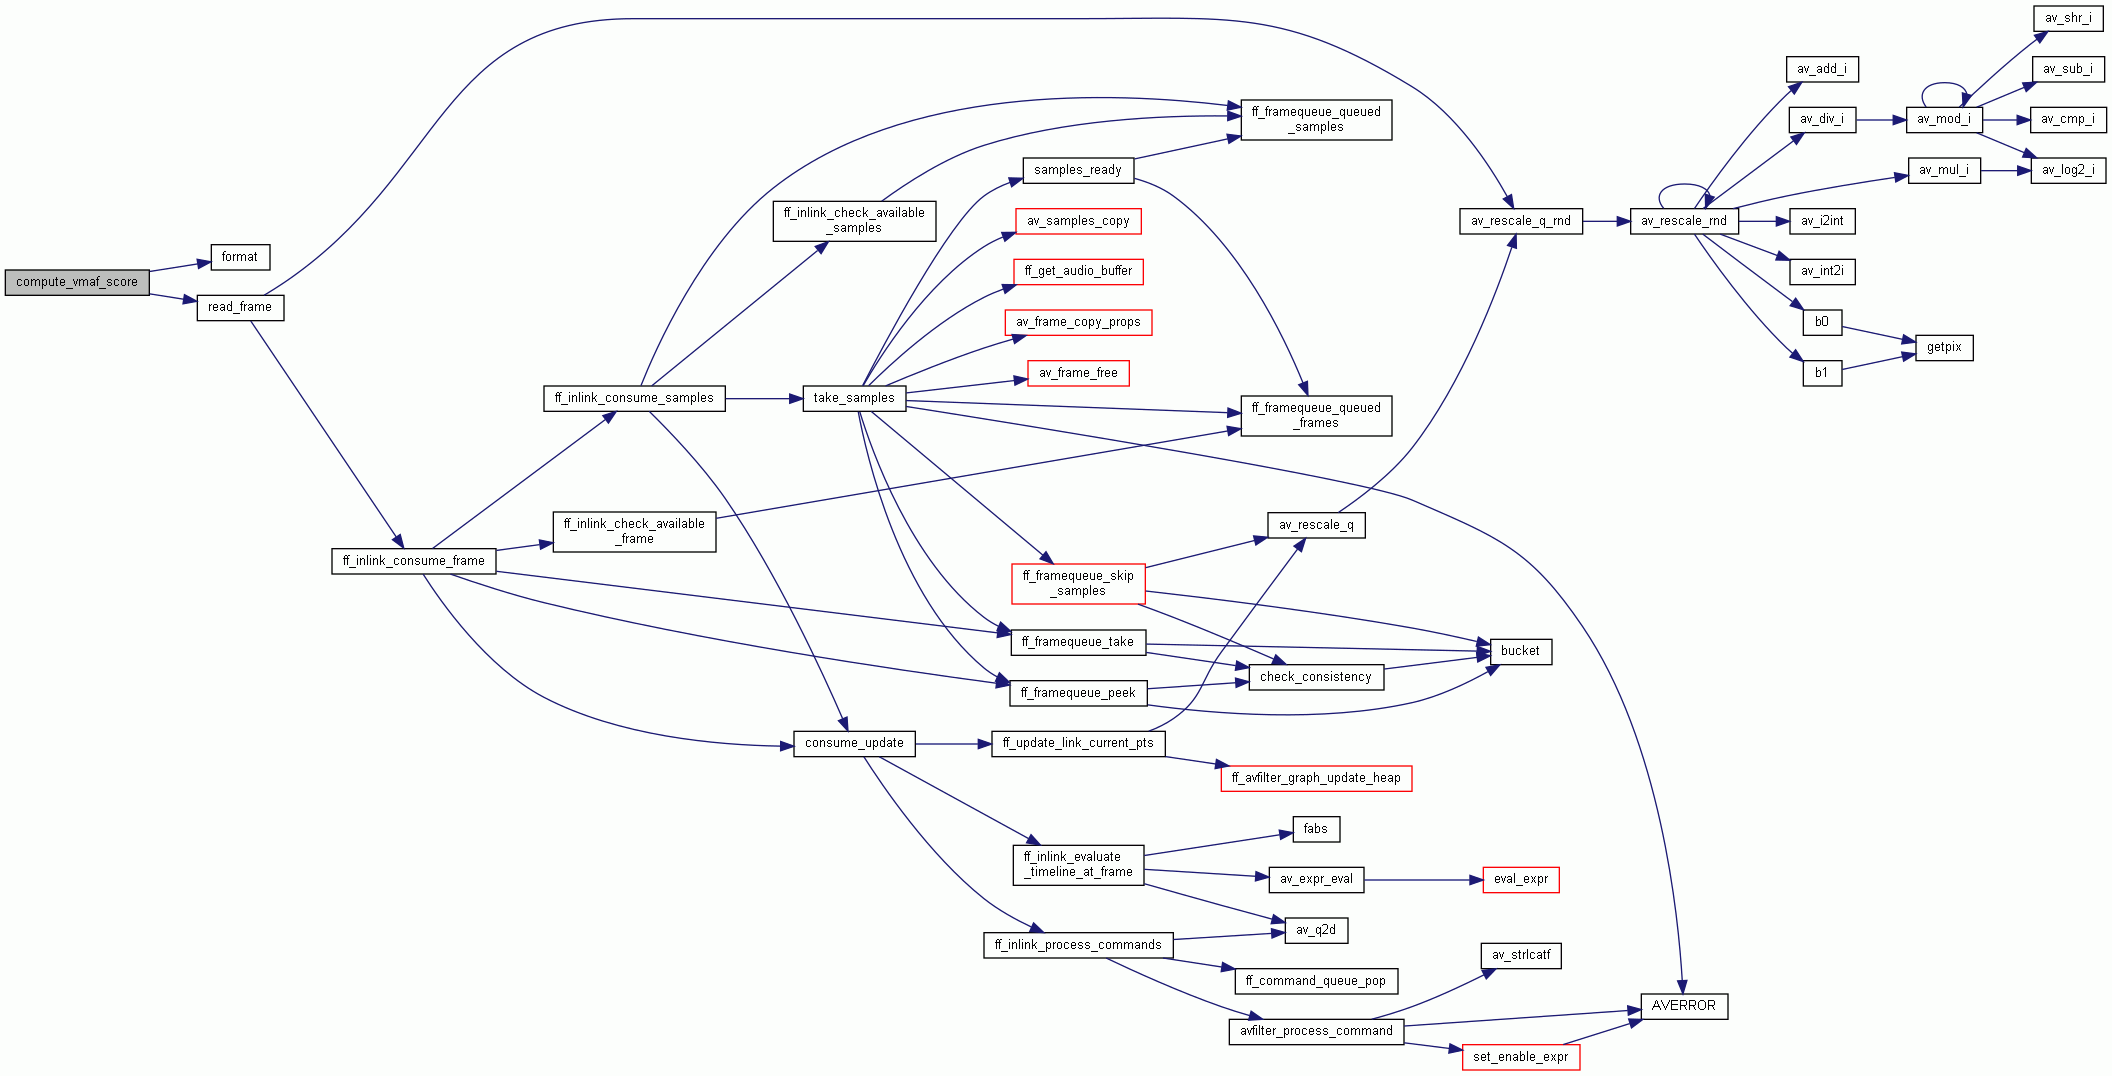 compute_vmaf_score
format
read_frame
ff_inlink_consume_frame
ff_inlink_consume_samples
ff_inlink_check_available
_frame
ff_inlink_check_available
_samples
take_samples
consume_update
samples_ready
av_samples_copy
ff_get_audio_buffer
av_frame_copy_props
av_frame_free
ff_framequeue_skip
_samples
ff_framequeue_take
ff_framequeue_peek
ff_update_link_current_pts
ff_inlink_evaluate
_timeline_at_frame
ff_inlink_process_commands
ff_framequeue_queued
_samples
ff_framequeue_queued
_frames
av_rescale_q
check_consistency
ff_avfilter_graph_update_heap
fabs
av_expr_eval
av_q2d
ff_command_queue_pop
avfilter_process_command
av_rescale_q_rnd
bucket
eval_expr
av_strlcatf
set_enable_expr
AVERROR
av_rescale_rnd
av_add_i
av_div_i
av_i2int
av_int2i
b0
b1
av_mod_i
av_mul_i
getpix
av_shr_i
av_sub_i
av_cmp_i
av_log2_i